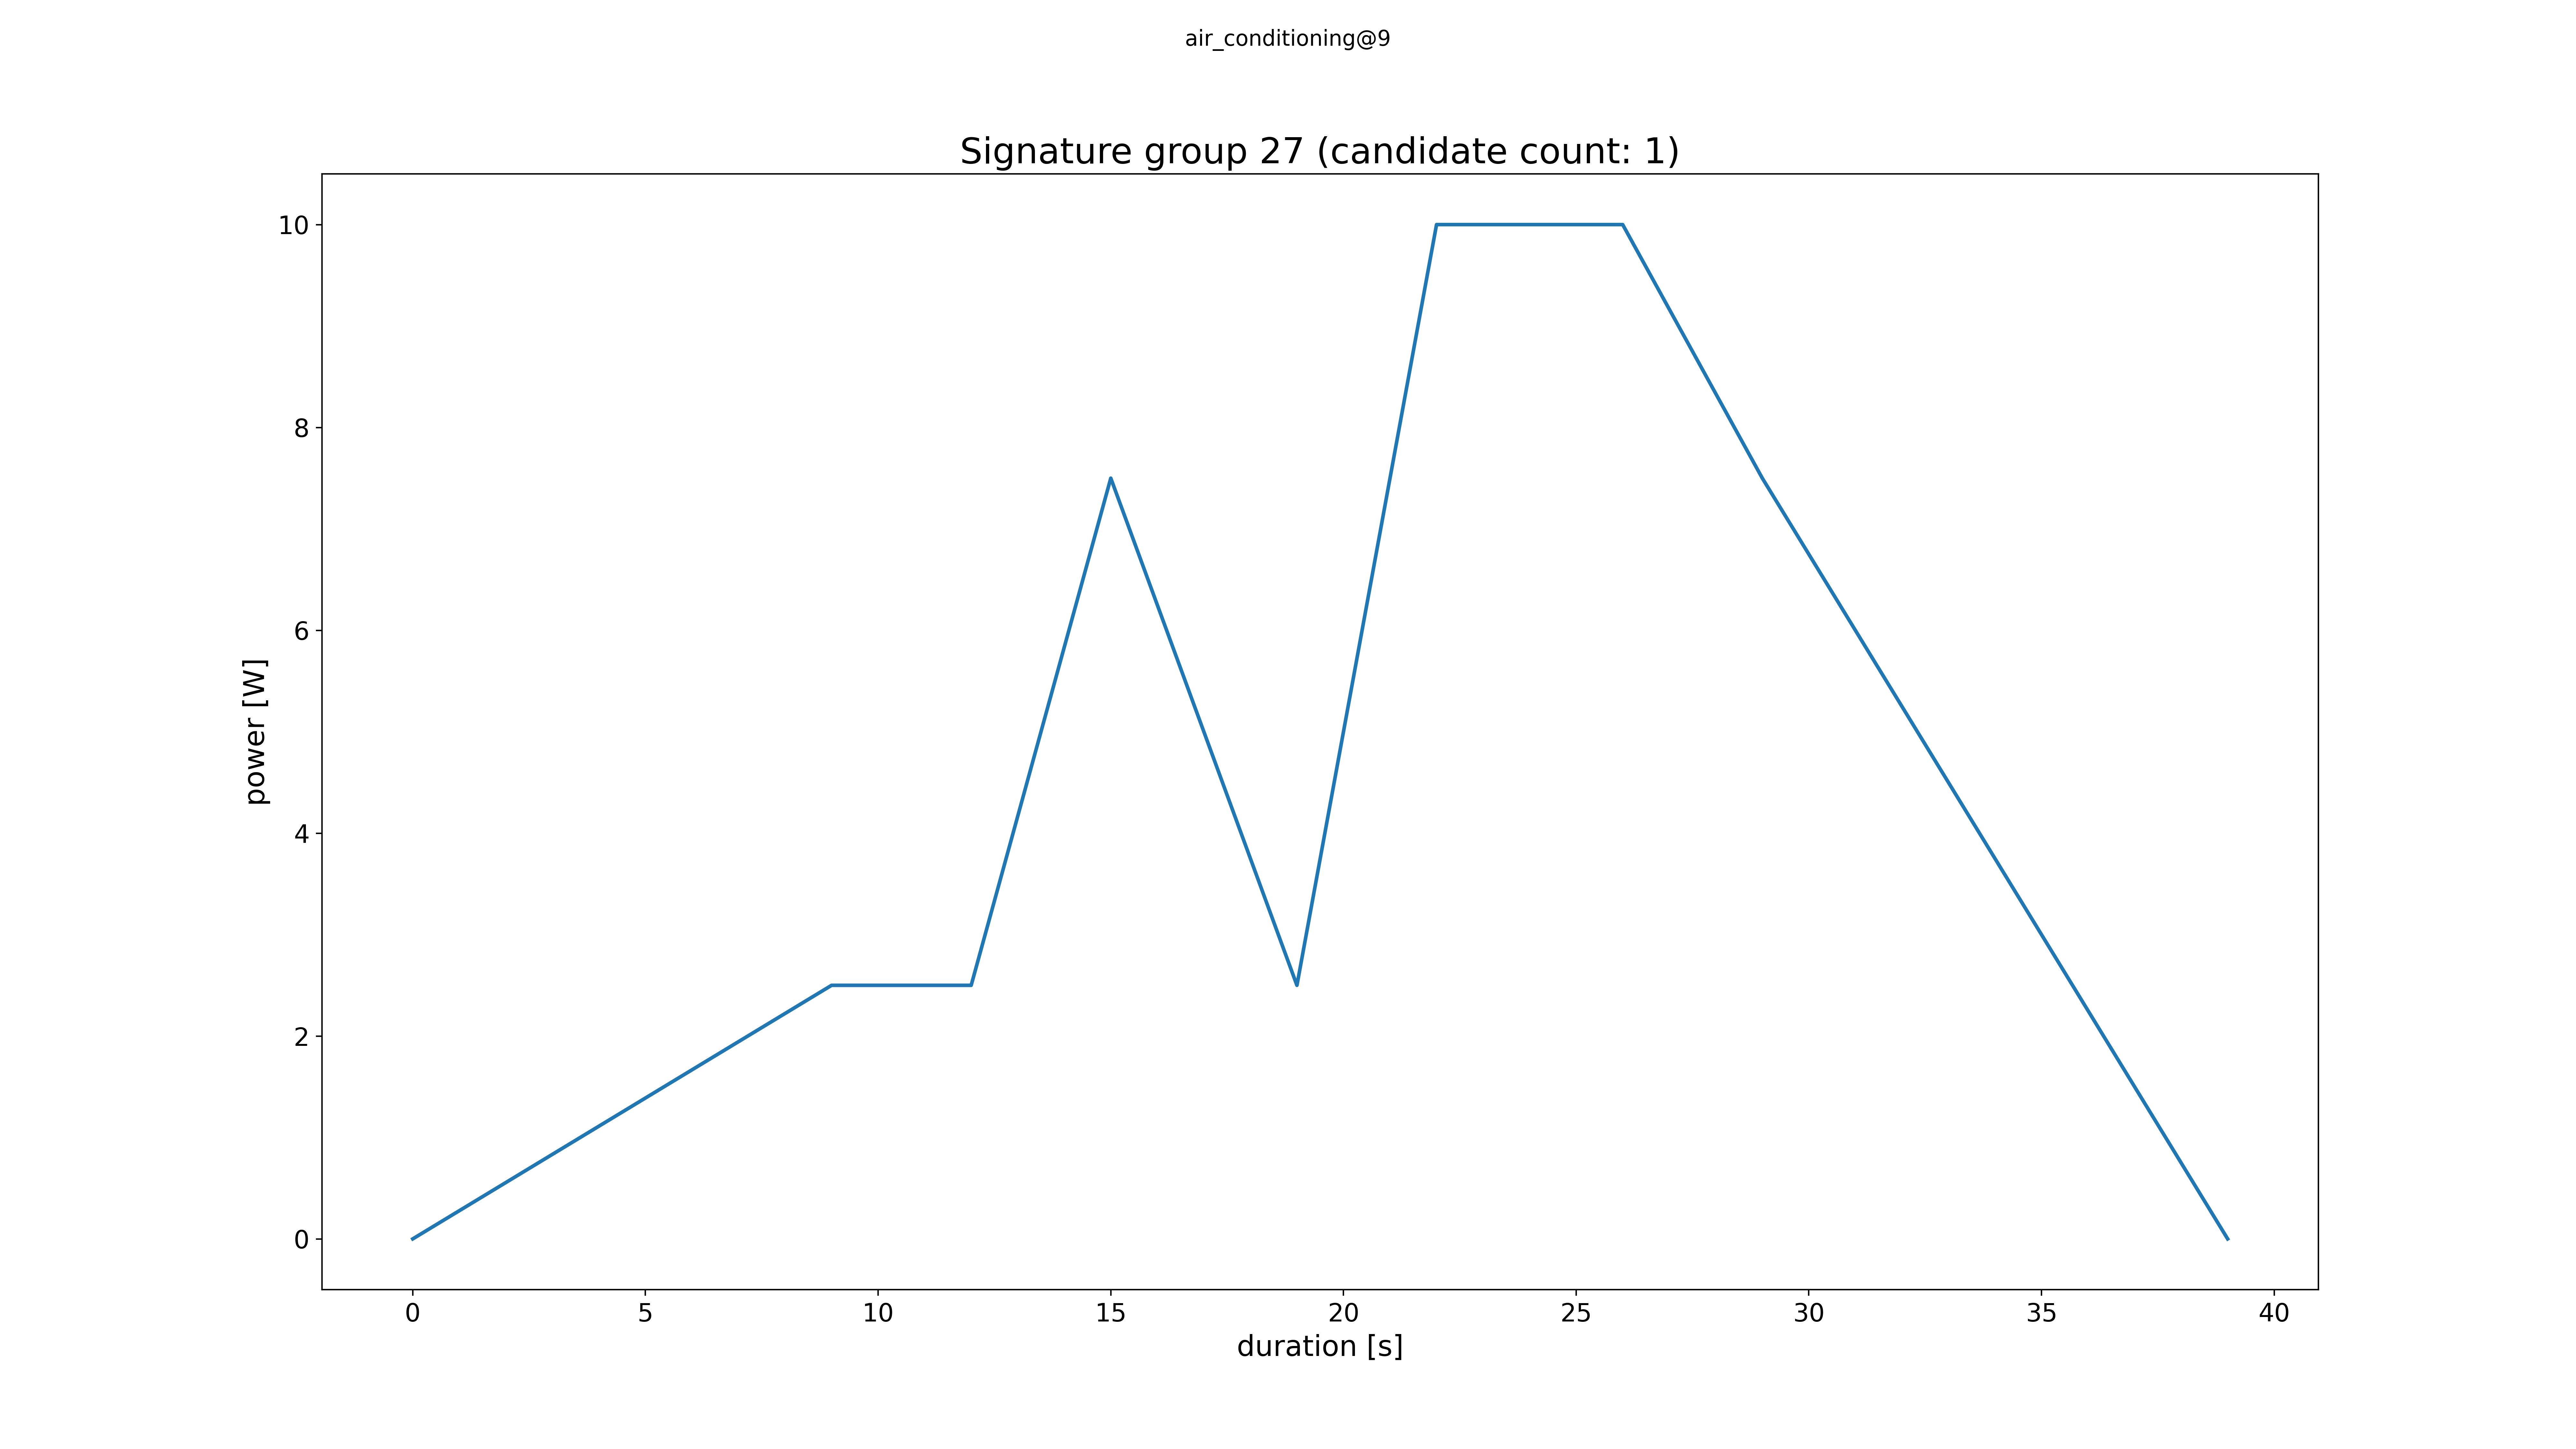 air_conditioning@9
Signature group 27 (candidate count: 1)
10
8
6
4
2
0
power [W]
0 5 10 15 20 25 30 35 40
duration [s]